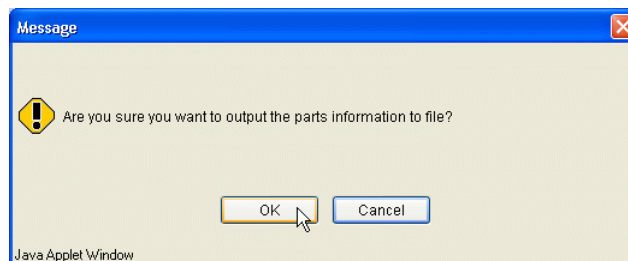 Message
Are you sure you want to output the parts information to file?
OK
Cancel
Java Applet Window